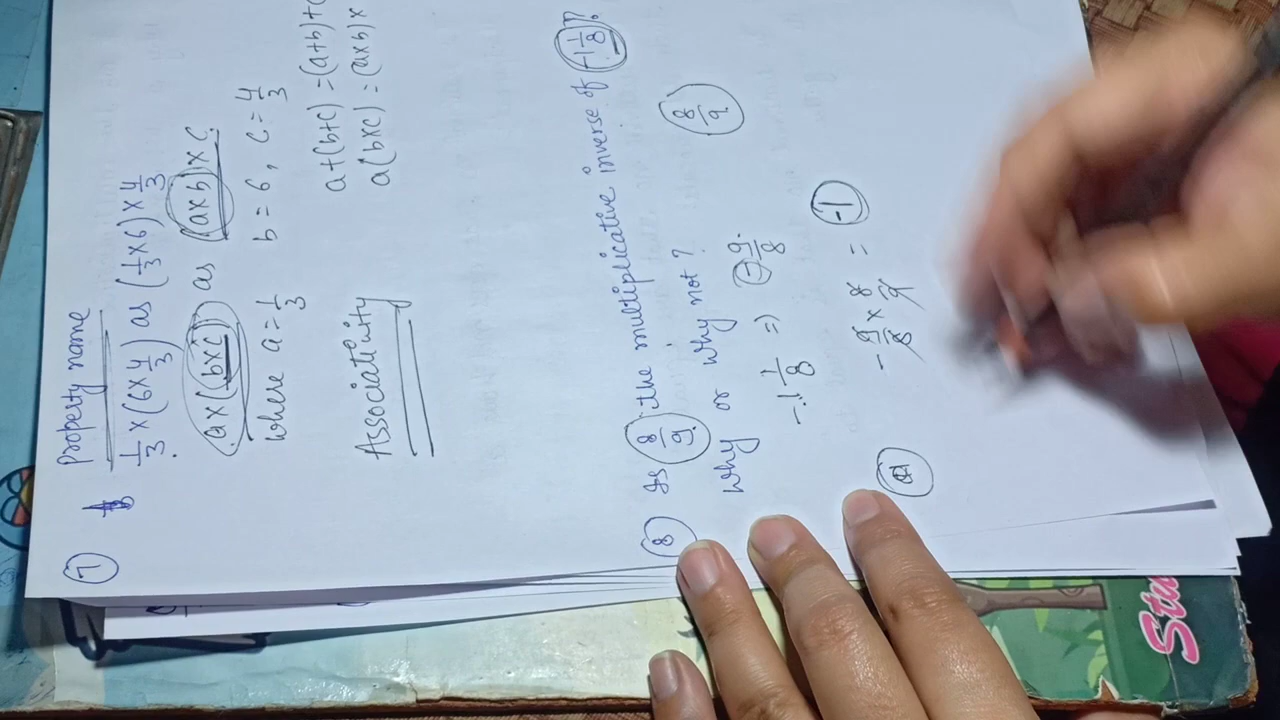 7 Property name
1/3 × (6 × 4/3) as (1/3 × 6) × 4/3
a × (b×c) as (a×b) × c.
where a = 1/3 b = 6, c = 4/3
a+(b+c) = (a+b)+
Associativity a(b×c) = (a×b) ×
8 Is 8/9 the multiplicative inverse of -1 1/8?
Why or why not? 8/9
-1 1/8 => -9/8
-9/8 × 8/9 = -1
Sta